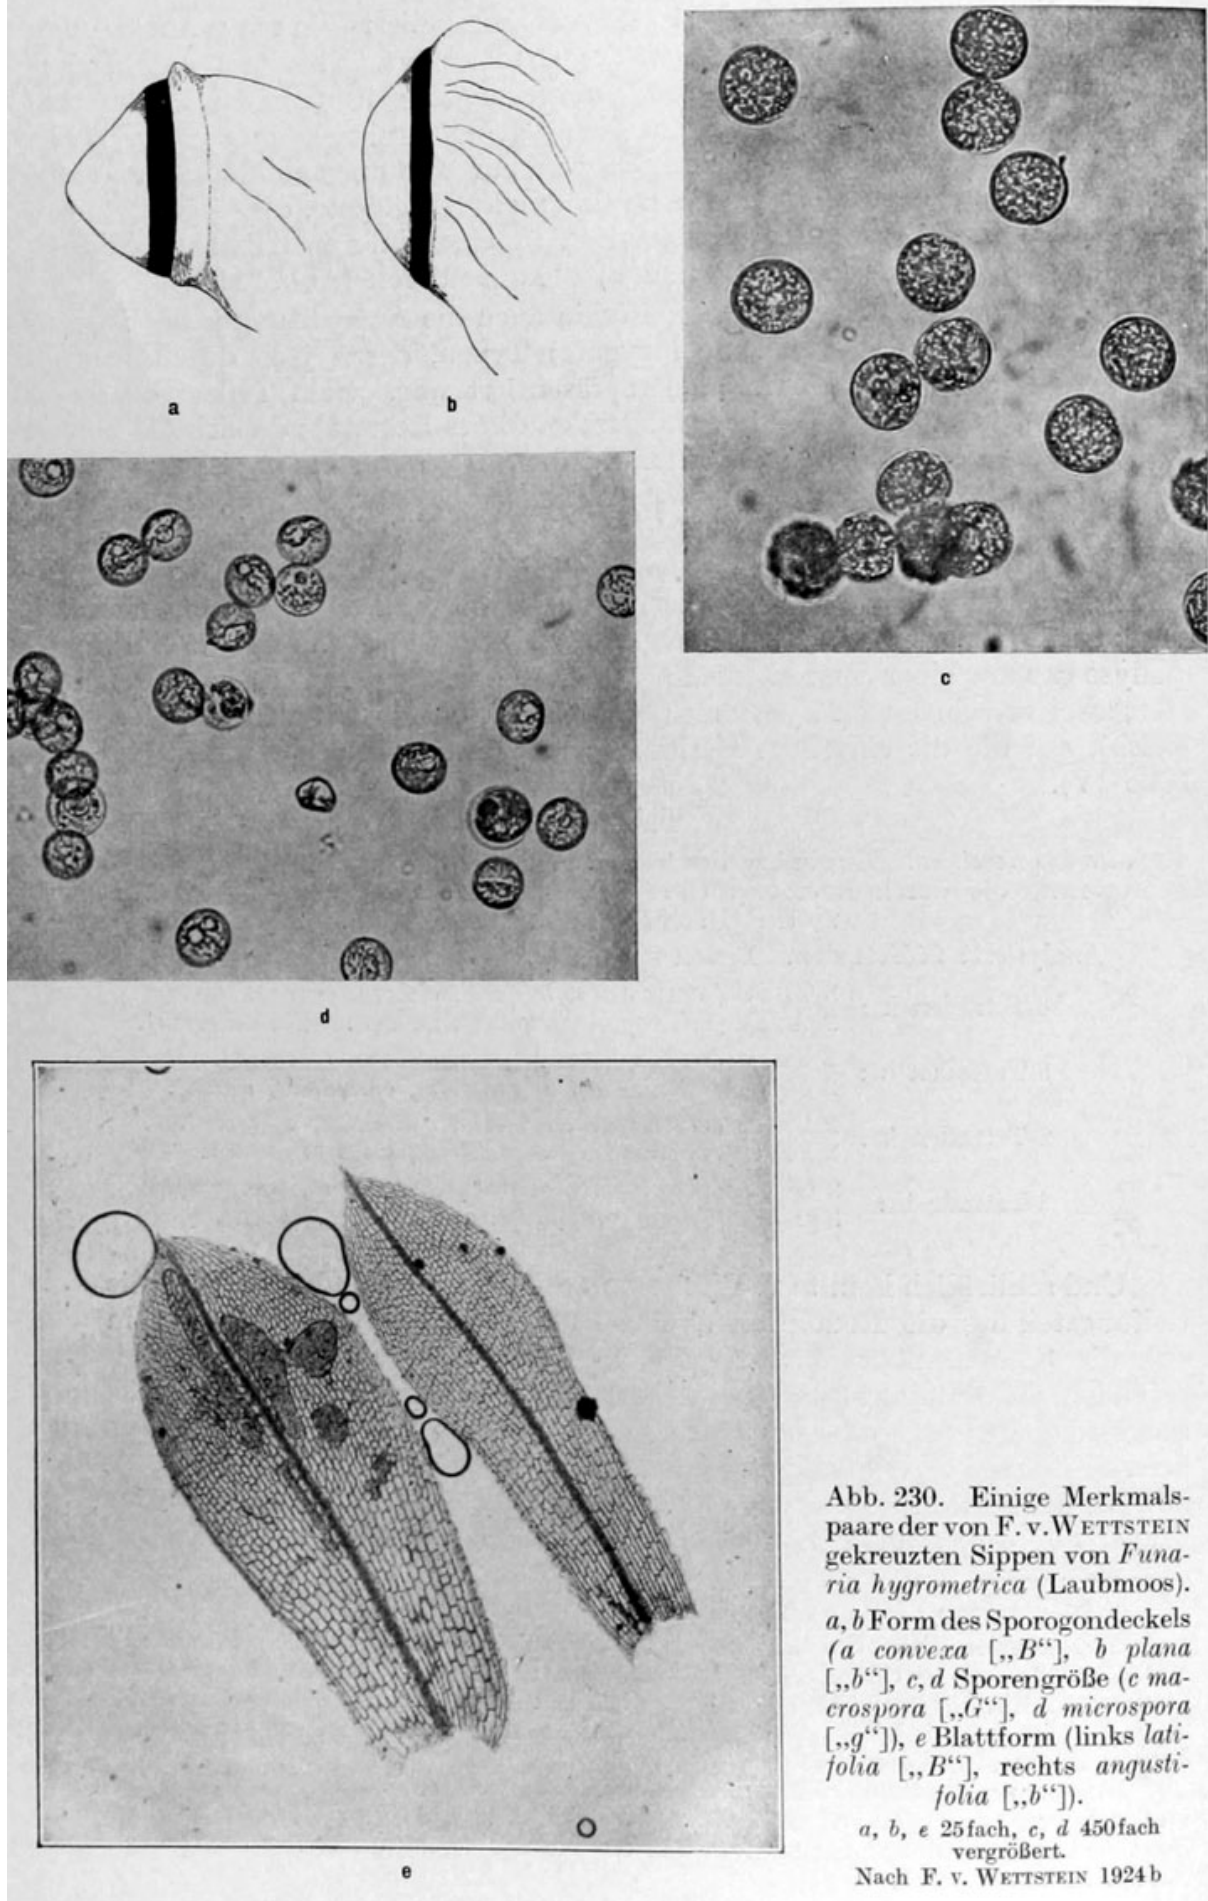 a
b
c
d
e
Abb. 230. Einige Merkmals-
paare der von F. v. WETTSTEIN
gekreuzten Sippen von Funa-
ria hygrometrica (Laubmoos).
a, b Form des Sporogondeckels
(a convexa [„B“], b plana
[„b“], c, d Sporengröße (c ma-
crospora [„G“], d microspora
[„g“]), e Blattform (links lati-
folia [„B“], rechts angusti-
folia [„b“]).
a, b, e 25fach, c, d 450fach
vergrößert.
Nach F. v. WETTSTEIN 1924b